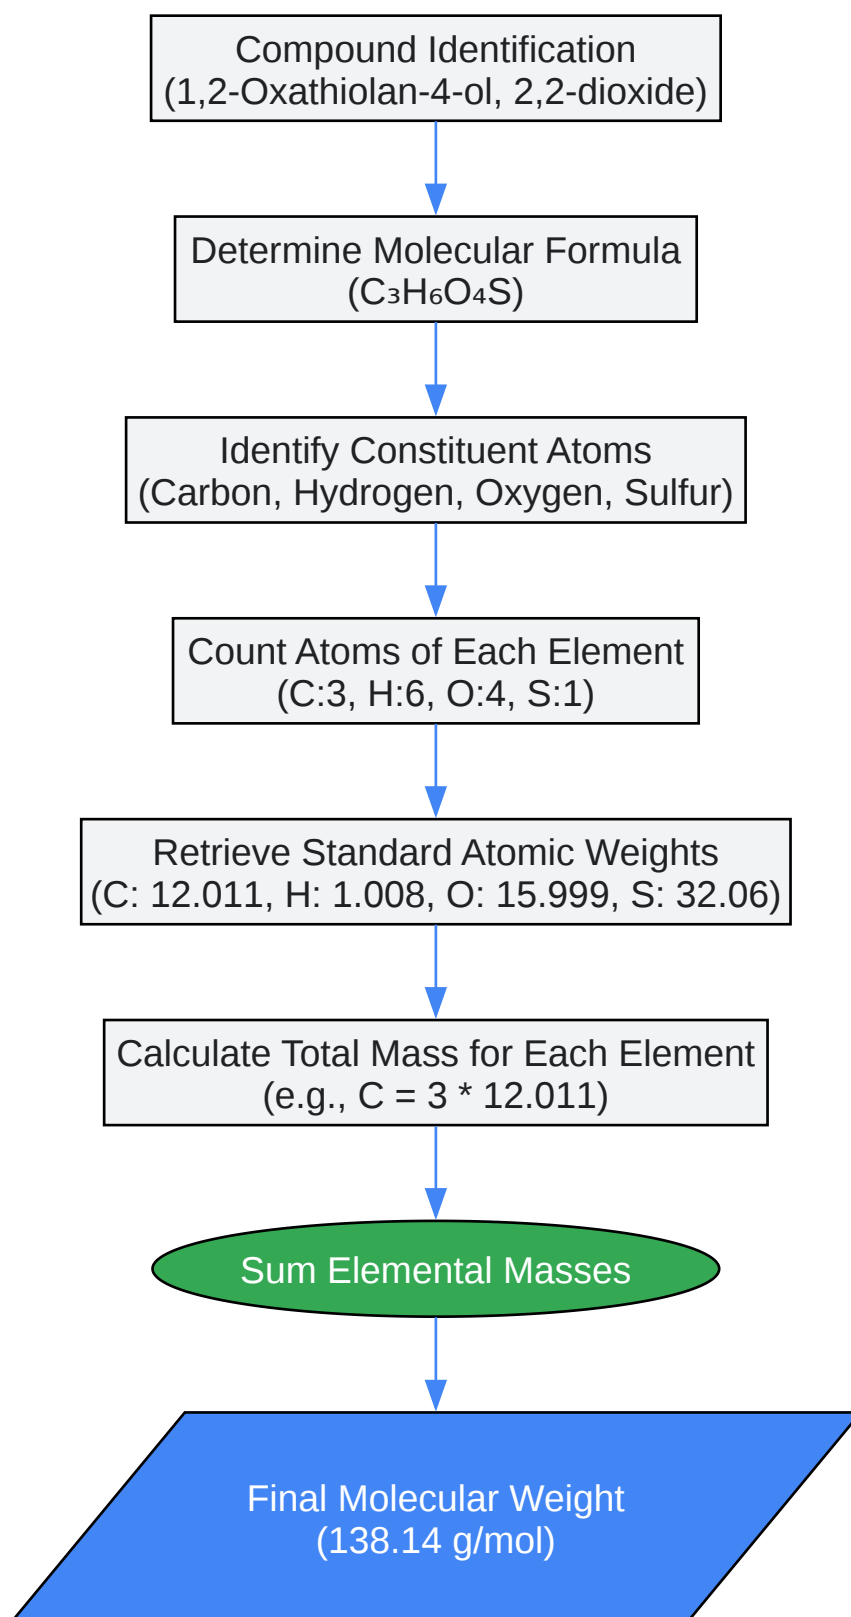 Compound Identification
(1,2-Oxathiolan-4-ol, 2,2-dioxide)
Determine Molecular Formula
(C₃H₆O₄S)
Identify Constituent Atoms
(Carbon, Hydrogen, Oxygen, Sulfur)
Count Atoms of Each Element
(C:3, H:6, O:4, S:1)
Retrieve Standard Atomic Weights
(C: 12.011, H: 1.008, O: 15.999, S: 32.06)
Calculate Total Mass for Each Element
(e.g., C = 3 * 12.011)
Sum Elemental Masses
Final Molecular Weight
(138.14 g/mol)